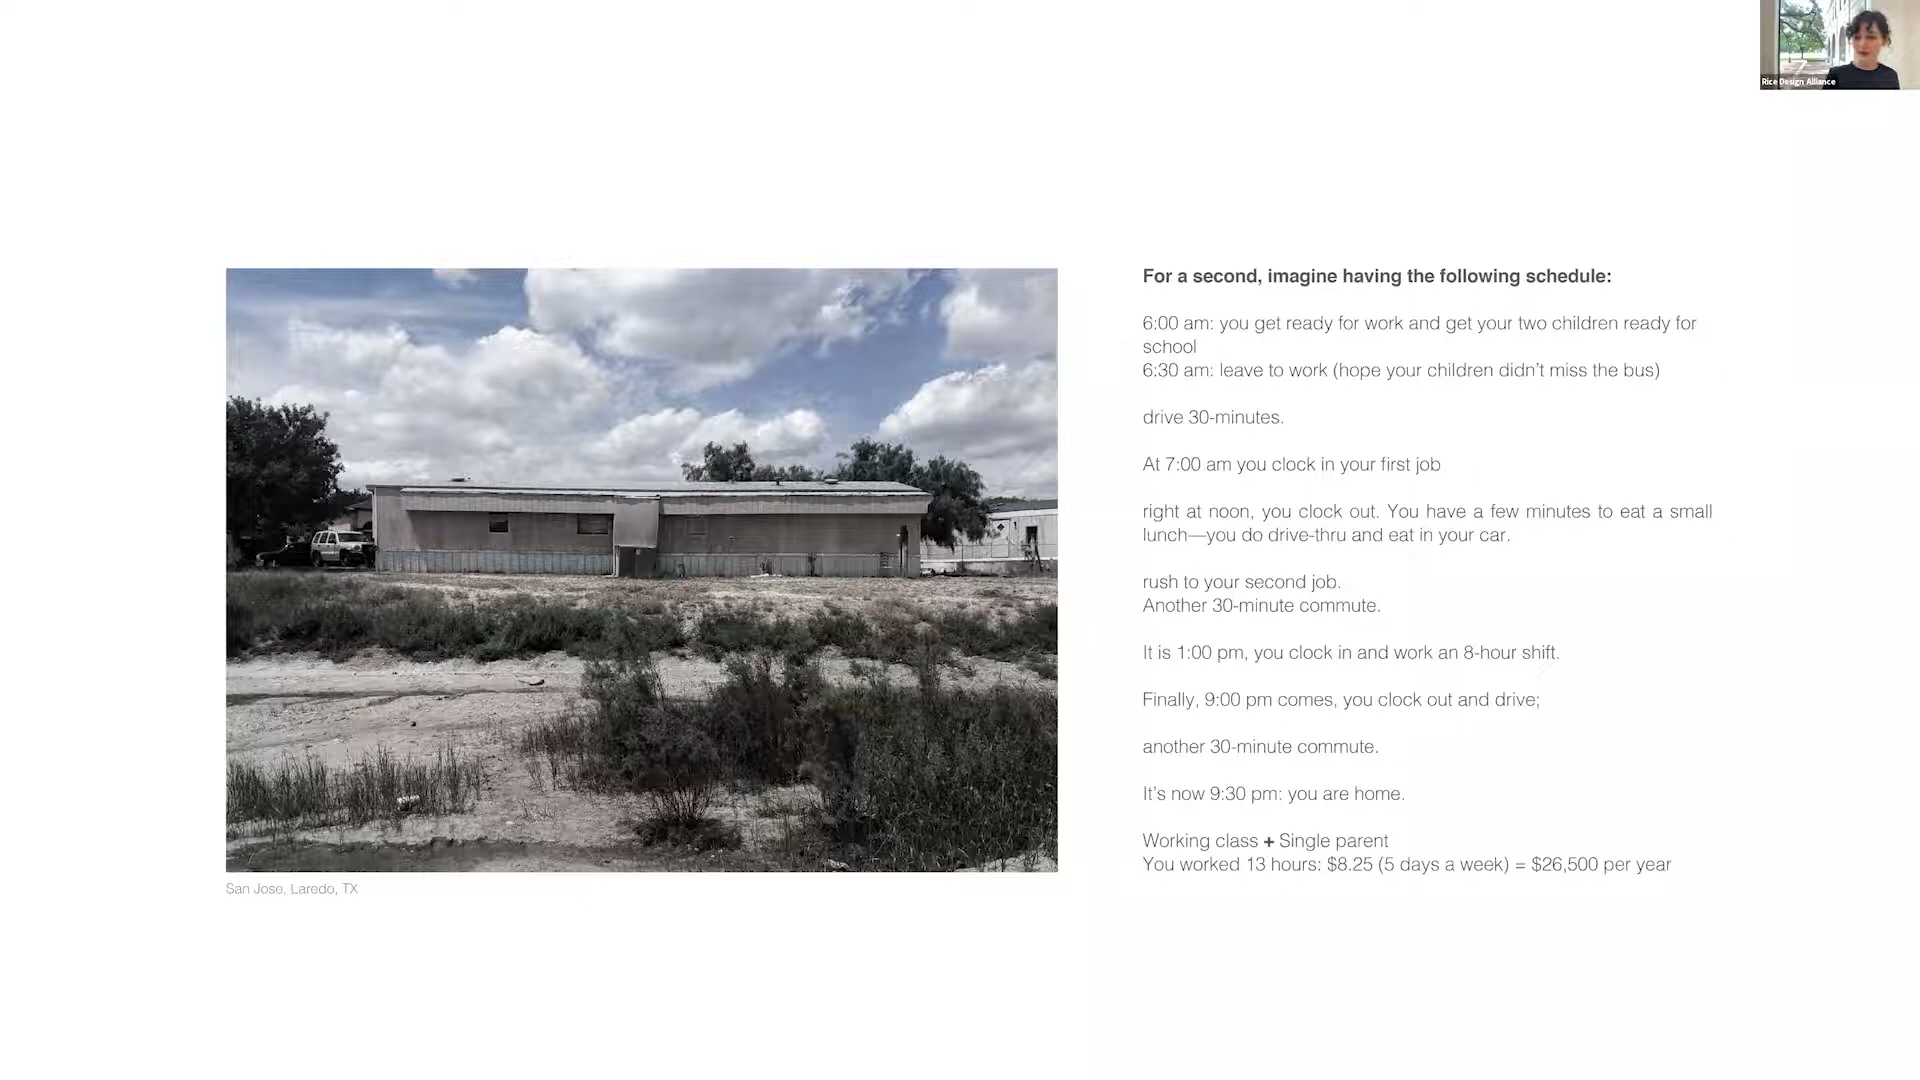 Rice Design Alliance
For a second, imagine having the following schedule:
6:00 am: you get ready for work and get your two children ready for
school
6:30 am: leave to work (hope your children didn’t miss the bus)
drive 30-minutes.
At 7:00 am you clock in your first job
right at noon, you clock out. You have a few minutes to eat a small
lunch—you do drive-thru and eat in your car.
rush to your second job.
Another 30-minute commute.
It is 1:00 pm, you clock in and work an 8-hour shift.
Finally, 9:00 pm comes, you clock out and drive;
another 30-minute commute.
It’s now 9:30 pm: you are home.
Working class + Single parent
You worked 13 hours: $8.25 (5 days a week) = $26,500 per year
San Jose, Laredo, TX